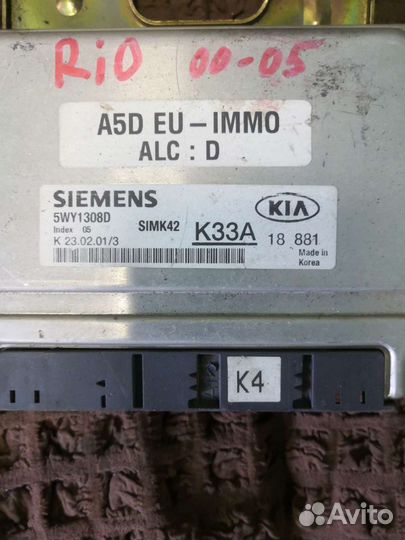 RiO 00-05
A5D EU-IMMO
ALC : D
SIEMENS
5WY1308D
Index 05
SIMK42
K33A
KIA
18 881
K 23.02.01/3
Made in
Korea
K4
Avito